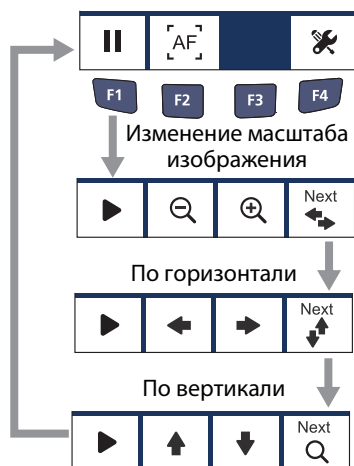 AF
F1 F2 F3 F4
Изменение масштаба
изображения
Next
По горизонтали
Next
По вертикали
Next